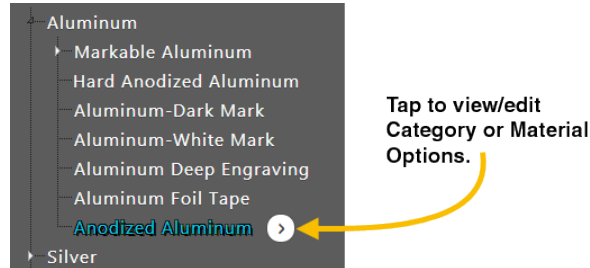 Aluminum
Markable Aluminum
Hard Anodized Aluminum
Aluminum-Dark Mark
Aluminum-White Mark
Aluminum Deep Engraving
Aluminum Foil Tape
Anodized Aluminum
Silver
Tap to view/edit
Category or Material
Options.